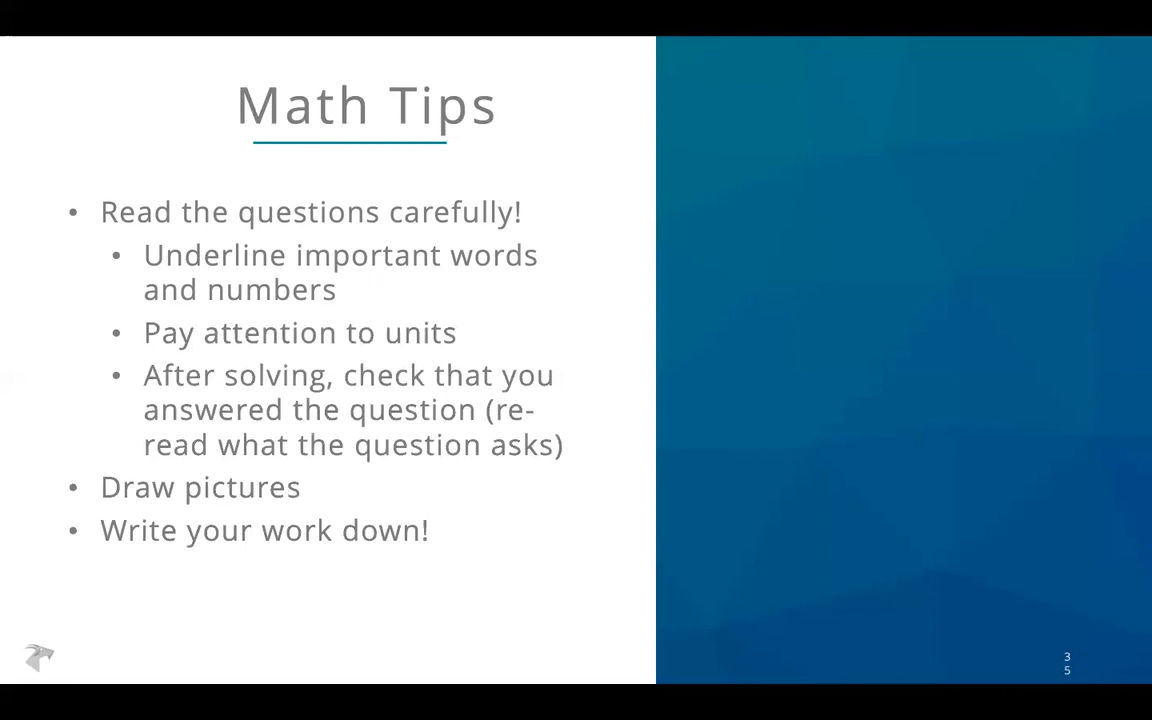 Math Tips
• Read the questions carefully!
• Underline important words
and numbers
• Pay attention to units
• After solving, check that you
answered the question (re-
read what the question asks)
• Draw pictures
• Write your work down!
3
5